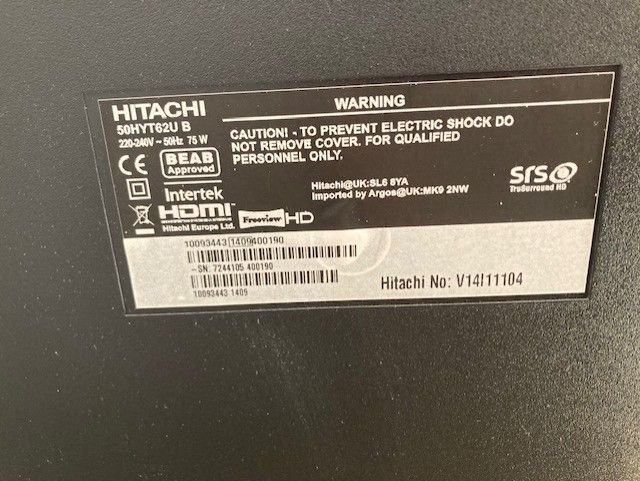 HITACHI
50HYT62U B
220-240V ~ 50Hz 75 W
WARNING
CAUTION! - TO PREVENT ELECTRIC SHOCK DO
NOT REMOVE COVER. FOR QUALIFIED
PERSONNEL ONLY.
CE
BEAB
Approved
Intertek
HDMI
Hitachi Europe Ltd.
Freeview HD
Hitachi@UK:SL6 8YA
Imported by Argos@UK:MK9 2NW
SRS
TruSurround HD
10093443 1409400190
SN: 7244105 400190
10093443 1409
Hitachi No: V14I11104